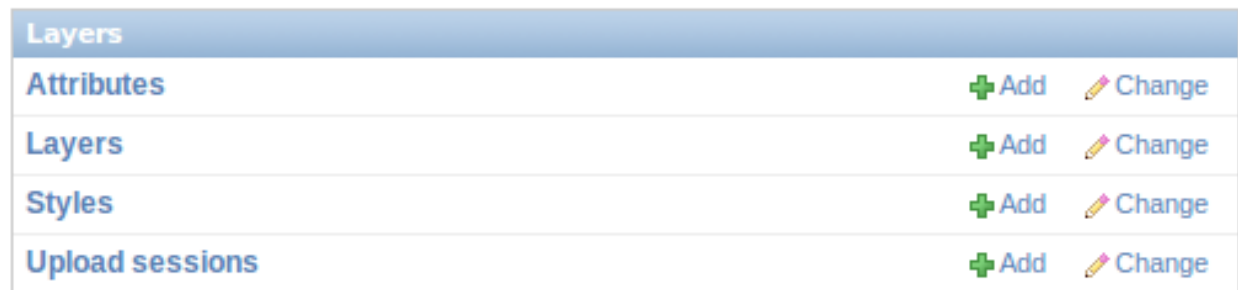 Layers
Attributes Add Change
Layers Add Change
Styles Add Change
Upload sessions Add Change